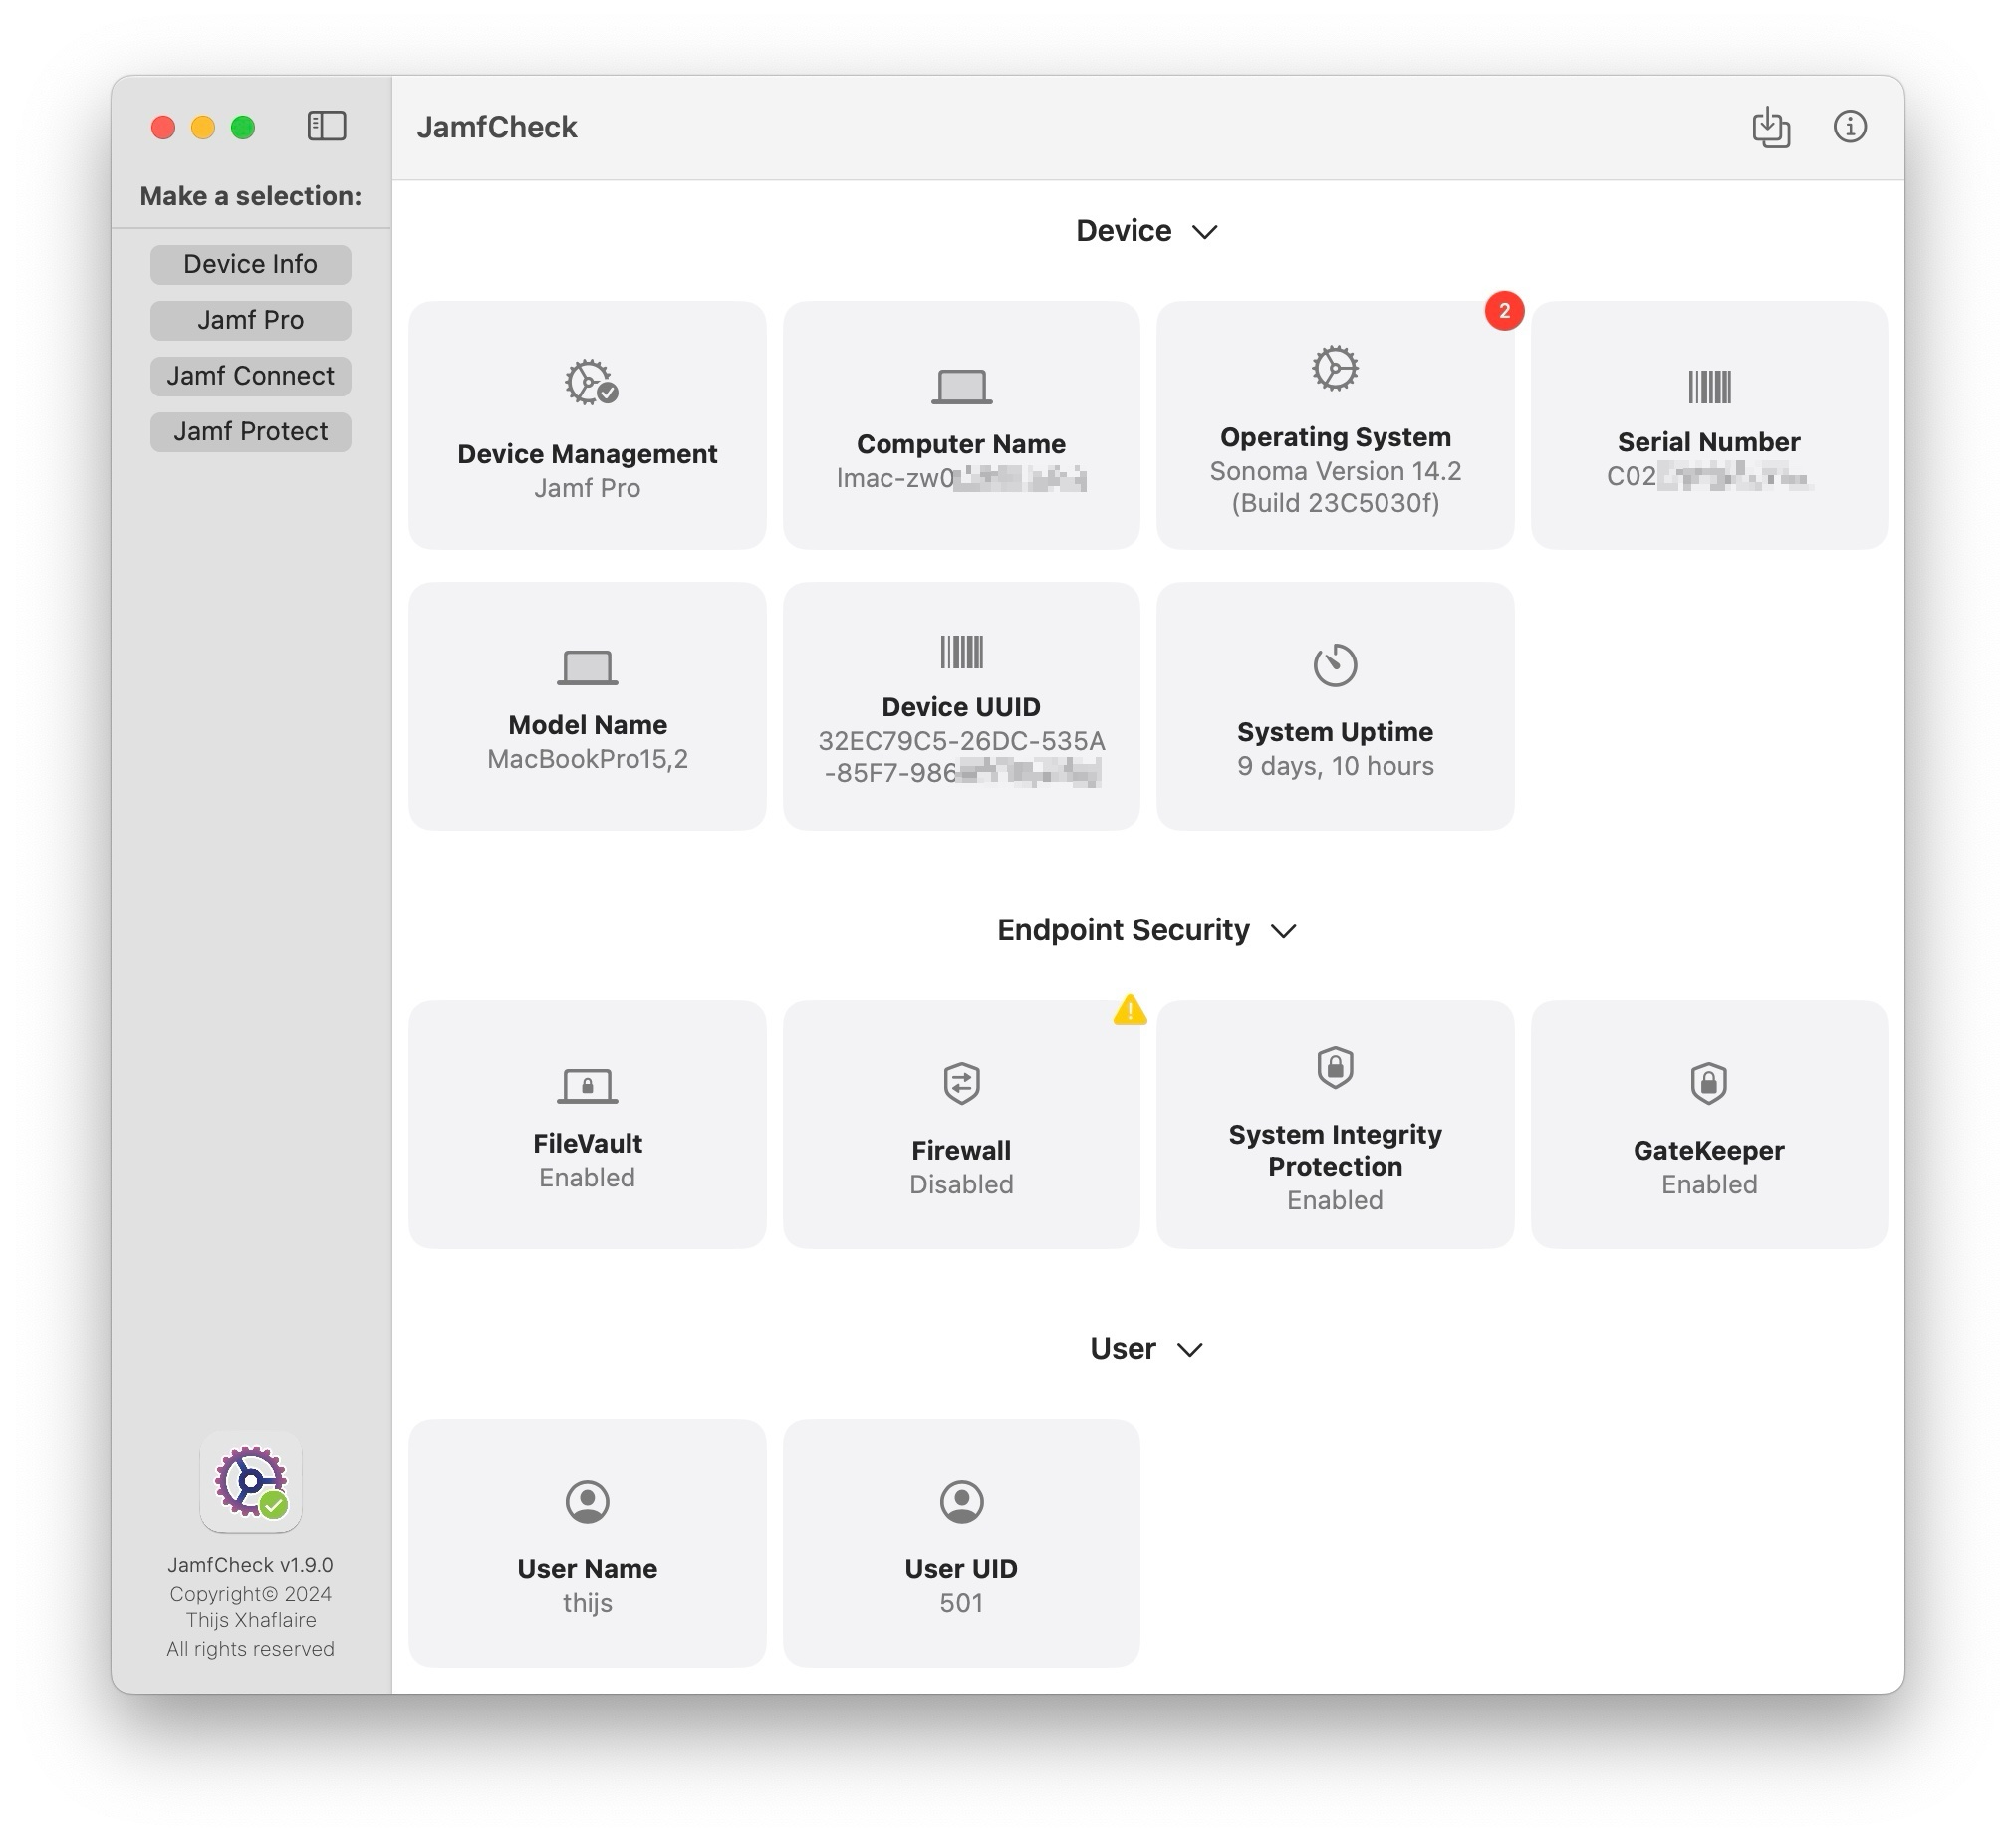 JamfCheck
Make a selection:
Device Info
Jamf Pro
Jamf Connect
Jamf Protect
Device
Device Management
Jamf Pro
Computer Name
lmac-zw0
2
Operating System
Sonoma Version 14.2
(Build 23C5030f)
Serial Number
C02
Model Name
MacBookPro15,2
Device UUID
32EC79C5-26DC-535A
-85F7-986
System Uptime
9 days, 10 hours
Endpoint Security
FileVault
Enabled
Firewall
Disabled
System Integrity
Protection
Enabled
GateKeeper
Enabled
User
User Name
thijs
User UID
501
JamfCheck v1.9.0
Copyright© 2024
Thijs Xhaflaire
All rights reserved